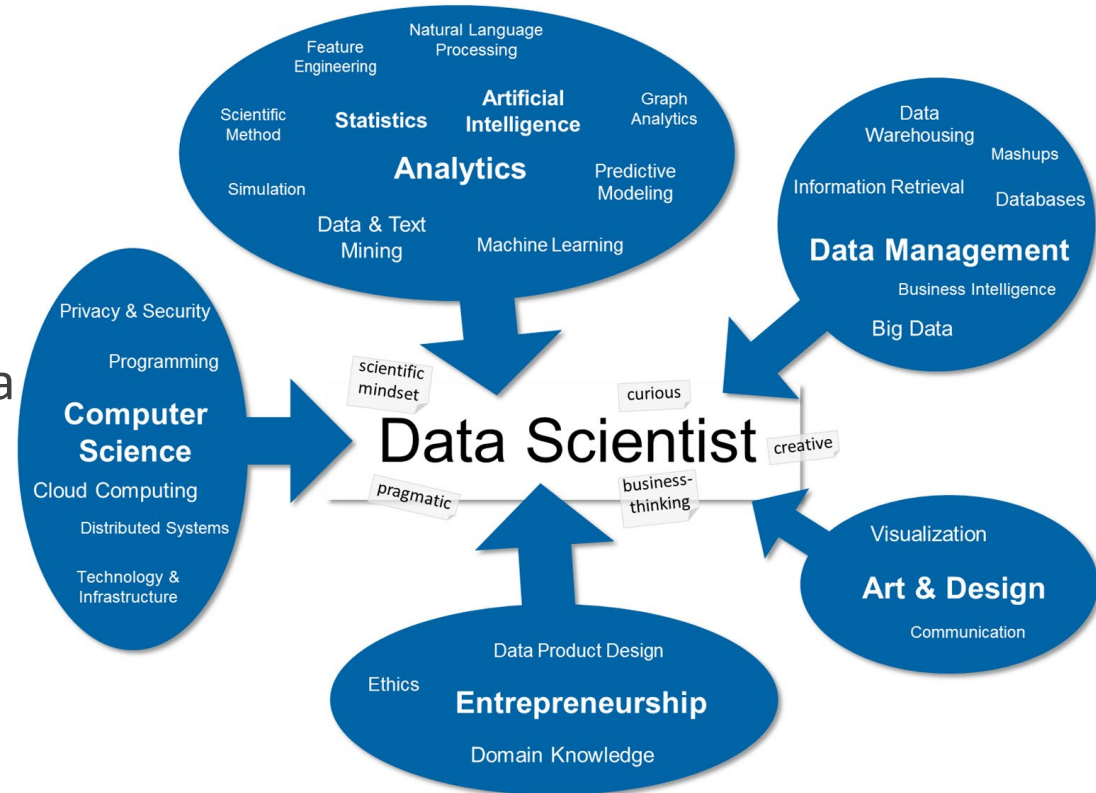 Natural Language
Processing
Feature
Engineering
Artificial
Intelligence
Graph
Analytics
Scientific
Method
Statistics
Analytics
Predictive
Modeling
Simulation
Data & Text
Mining
Machine Learning
Data
Warehousing
Mashups
Information Retrieval
Databases
Data Management
Business Intelligence
Big Data
Privacy & Security
Programming
a
Computer
Science
Cloud Computing
Distributed Systems
Technology &
Infrastructure
scientific
mindset
curious
Data Scientist
creative
pragmatic
business-
thinking
Visualization
Art & Design
Communication
Data Product Design
Ethics
Entrepreneurship
Domain Knowledge